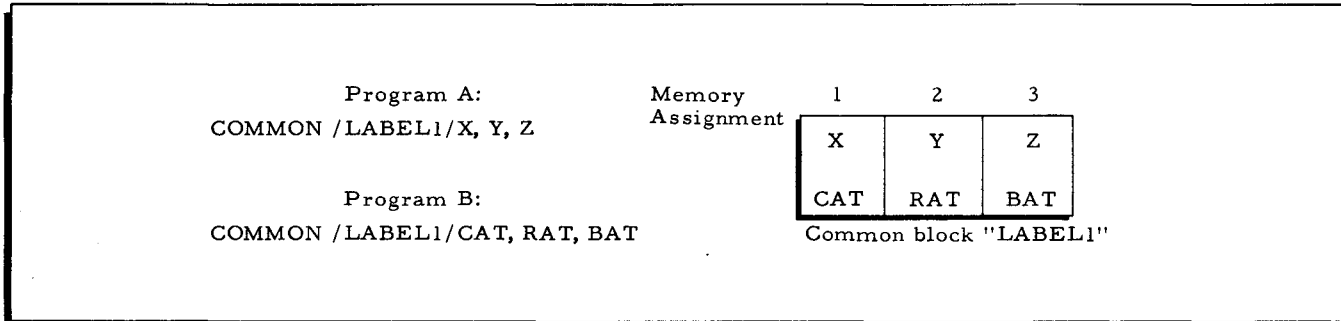 Program A:
COMMON /LABEL1/X, Y, Z
Program B:
COMMON /LABEL1/CAT, RAT, BAT
Memory
Assignment
1 2 3
X Y Z
CAT RAT BAT
Common block "LABEL1"